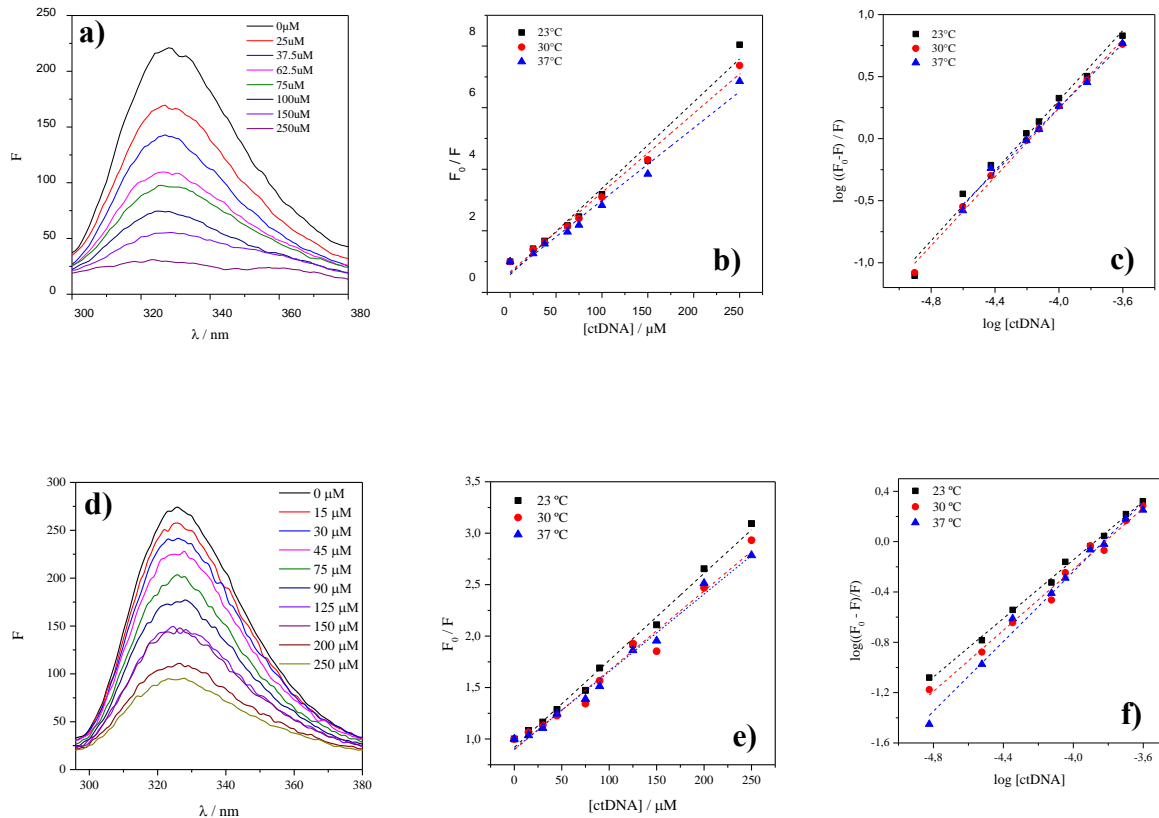 a)
0µM
25uM
37.5uM
62.5uM
75uM
100uM
150uM
250uM
250
200
150
100
50
0
F
300 320 340 360 380
λ / nm
b)
23°C
30°C
37°C
8
6
4
2
0
F₀ / F
0 50 100 150 200 250
[ctDNA] / µM
c)
23°C
30°C
37°C
1,0
0,5
0,0
-0,5
-1,0
log ((F₀-F) / F)
-4,8 -4,4 -4,0 -3,6
log [ctDNA]
d)
0 µM
15 µM
30 µM
45 µM
75 µM
90 µM
125 µM
150 µM
200 µM
250 µM
300
250
200
150
100
50
0
F
300 320 340 360 380
λ / nm
e)
23 ºC
30 ºC
37 ºC
3,5
3,0
2,5
2,0
1,5
1,0
F₀ / F
0 50 100 150 200 250
[ctDNA] / µM
f)
23 ºC
30 ºC
37 ºC
0,4
0,0
-0,4
-0,8
-1,2
-1,6
log((F₀ - F)/F)
-4,8 -4,4 -4,0 -3,6
log [ctDNA]